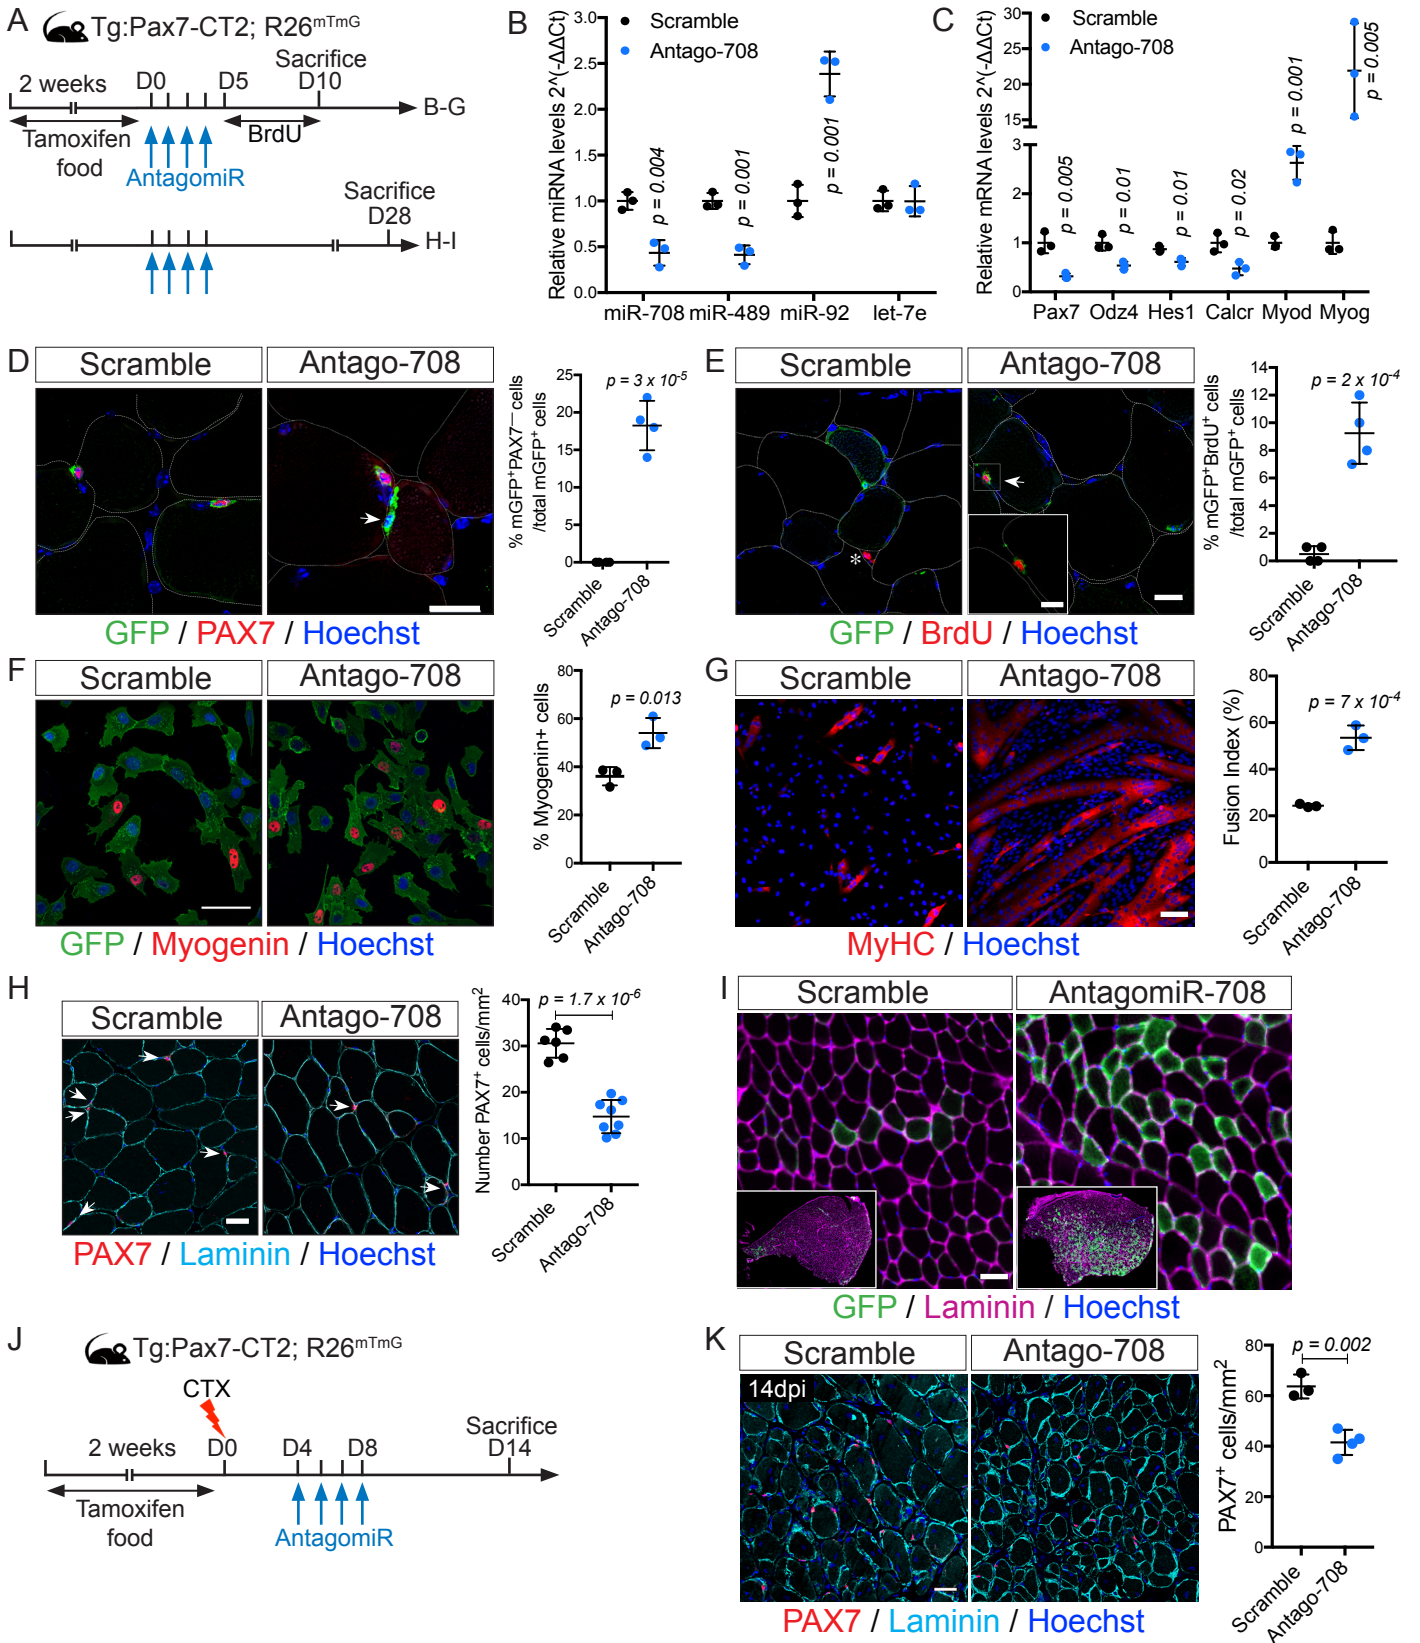 A
Tg:Pax7-CT2; R26mTmG
Sacrifice
2 weeks D0 D5 D10
B-G
Tamoxifen food
BrdU
AntagomiR
Sacrifice
D28
H-I
B
Relative miRNA levels 2^(-ΔΔCt)
3.0
2.5
2.0
1.5
1.0
0.5
0.0
Scramble
Antago-708
p = 0.004
p = 0.001
p = 0.001
miR-708 miR-489 miR-92 let-7e
C
Relative mRNA levels 2^(-ΔΔCt)
30
25
20
15
3
2
1
0
Scramble
Antago-708
p = 0.005
p = 0.01
p = 0.01
p = 0.02
p = 0.001
p = 0.005
Pax7 Odz4 Hes1 Calcr Myod Myog
D
Scramble Antago-708
GFP / PAX7 / Hoechst
% mGFP+PAX7— cells
/total mGFP+ cells
25
20
15
10
5
0
p = 3 x 10-5
Scramble
Antago-708
E
Scramble Antago-708
*
GFP / BrdU / Hoechst
% mGFP+BrdU+ cells
/total mGFP+ cells
14
12
10
8
6
4
2
0
p = 2 x 10-4
Scramble
Antago-708
F
Scramble Antago-708
GFP / Myogenin / Hoechst
% Myogenin+ cells
80
60
40
20
0
p = 0.013
Scramble
Antago-708
G
Scramble Antago-708
MyHC / Hoechst
Fusion Index (%)
80
60
40
20
0
p = 7 x 10-4
Scramble
Antago-708
H
Scramble Antago-708
PAX7 / Laminin / Hoechst
Number PAX7+ cells/mm2
40
30
20
10
0
p = 1.7 x 10-6
Scramble
Antago-708
I
Scramble AntagomiR-708
GFP / Laminin / Hoechst
J
Tg:Pax7-CT2; R26mTmG
CTX
Sacrifice
2 weeks D0 D4 D8 D14
Tamoxifen
food
AntagomiR
K
Scramble Antago-708
14dpi
PAX7 / Laminin / Hoechst
PAX7+ cells/mm2
80
60
40
20
0
p = 0.002
Scramble
Antago-708